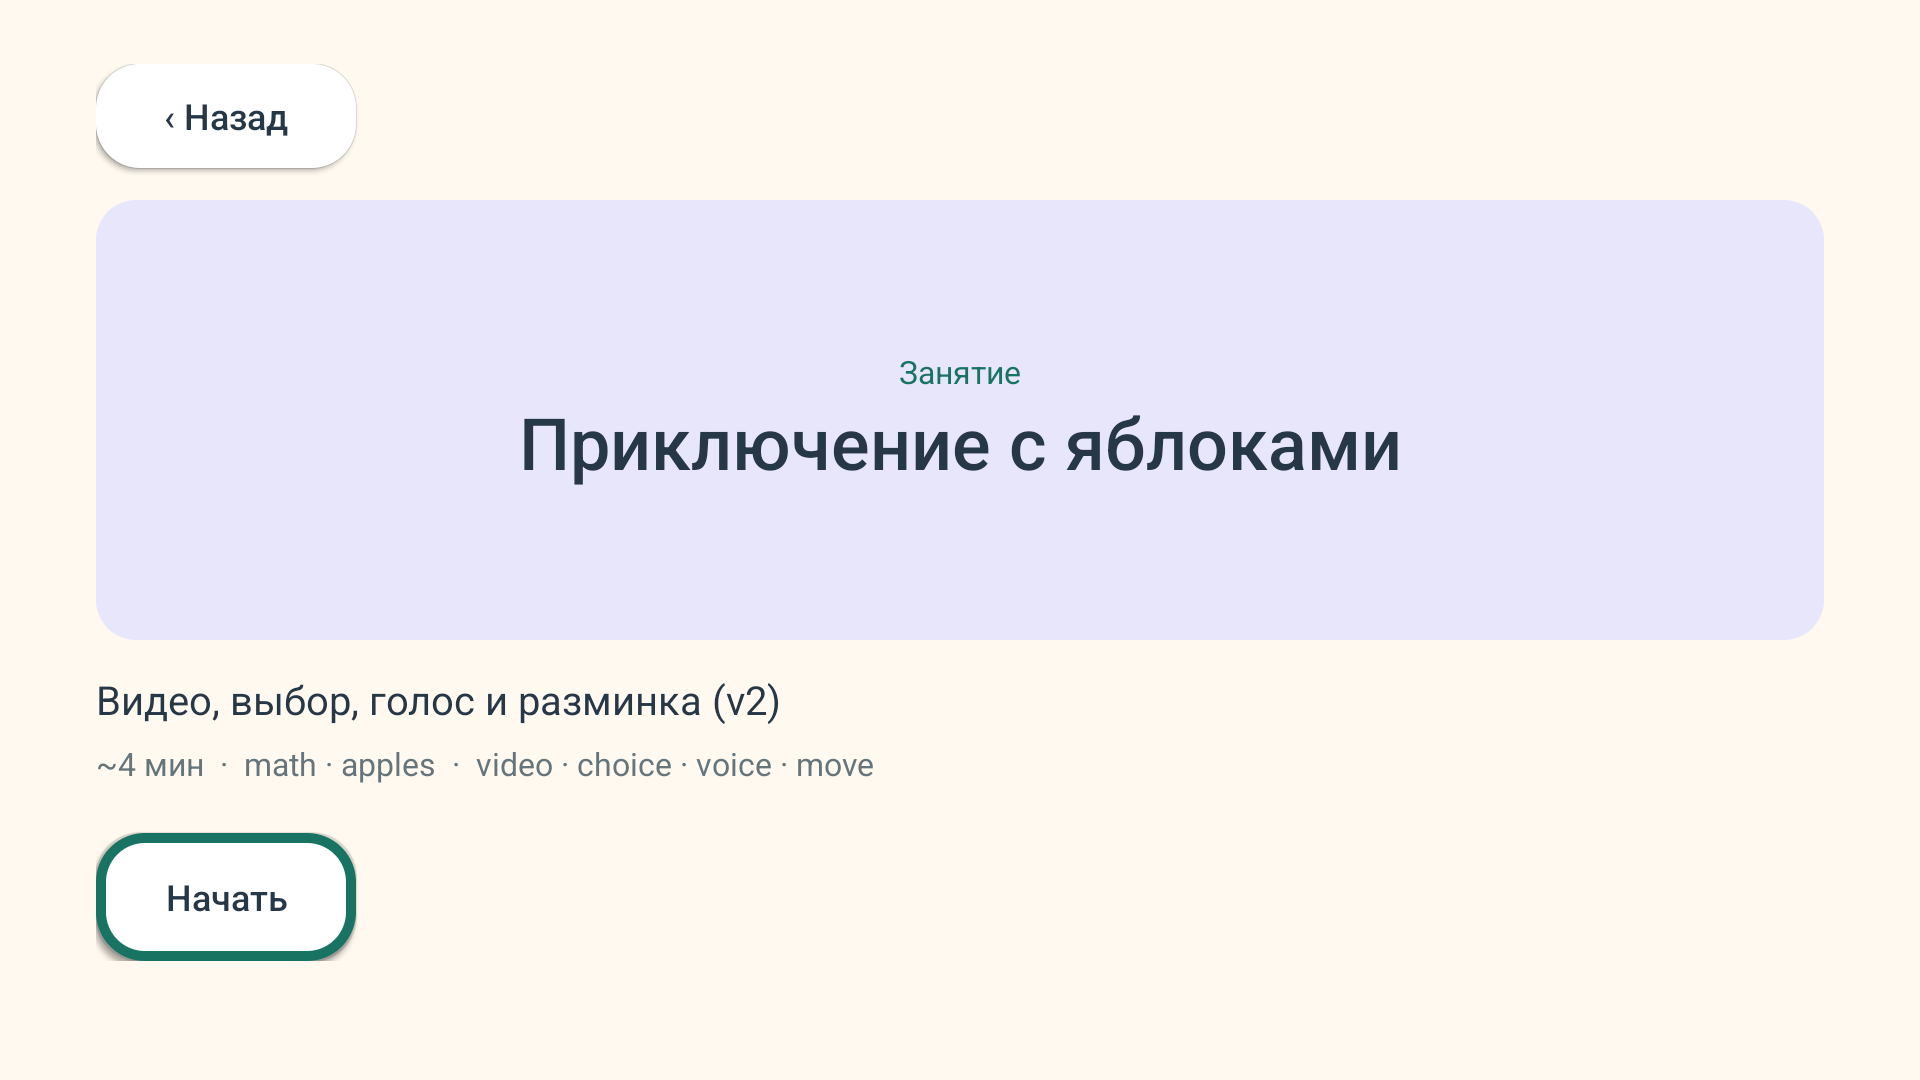 ‹ Назад
Занятие
Приключение с яблоками
Видео, выбор, голос и разминка (v2)
~4 мин · math · apples · video · choice · voice · move
Начать